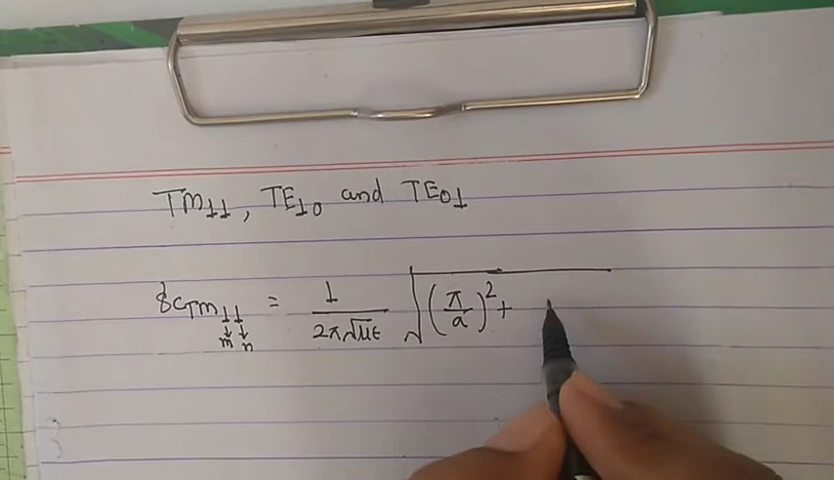 TM₁₁, TE₁₀ and TE₀₁
fcTM₁₁ = 1/(2π√με) √((π/a)² +
↓ ↓
m n